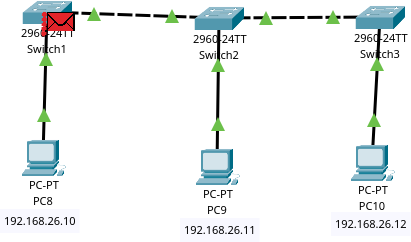 2960-24TT
Switch1
2960-24TT
Switch2
2960-24TT
Switch3
PC-PT
PC8
192.168.26.10
PC-PT
PC9
192.168.26.11
PC-PT
PC10
192.168.26.12